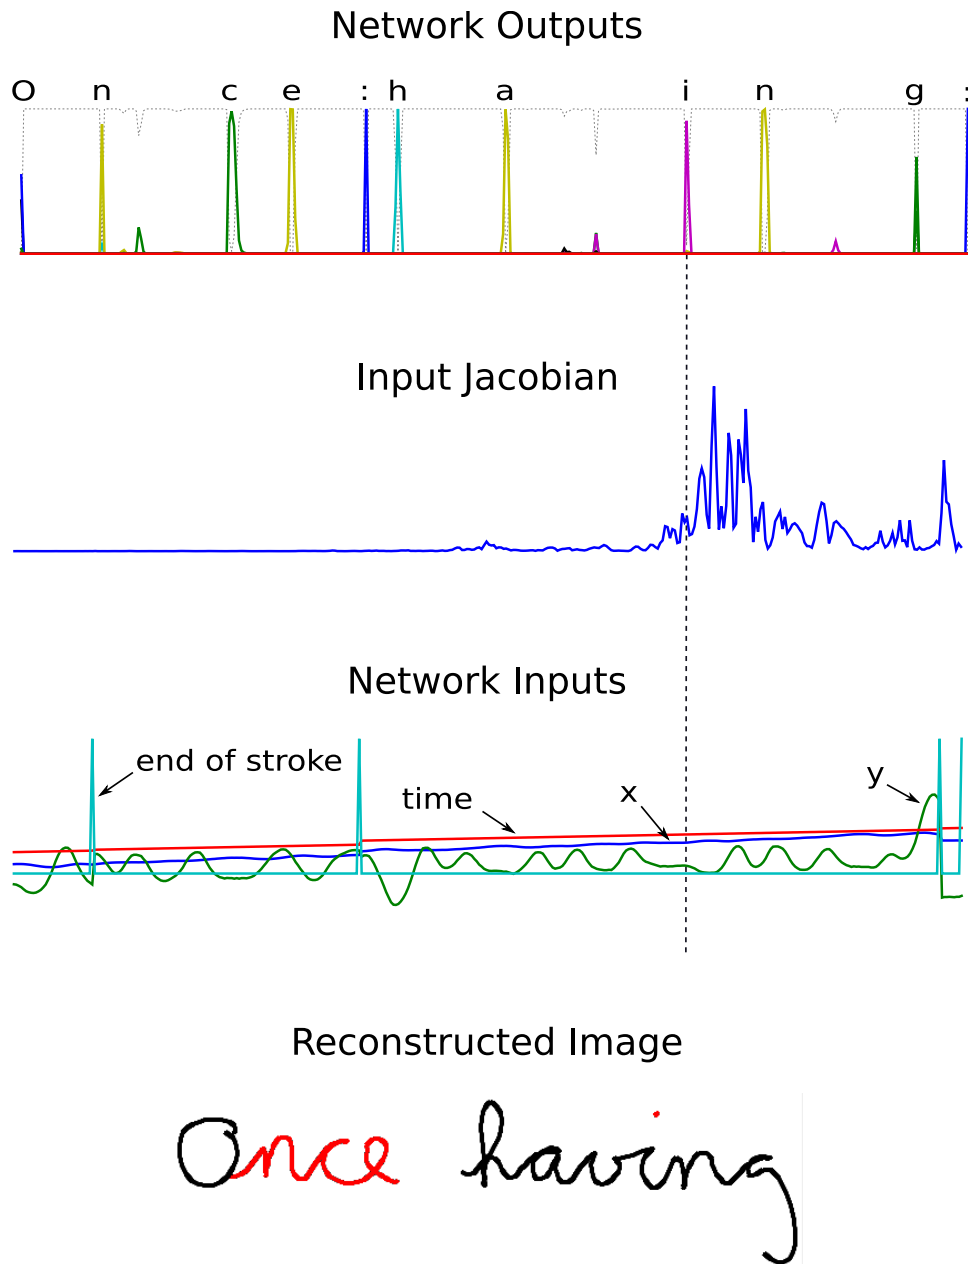 Network Outputs
O n c e : h a i n g :
Input Jacobian
Network Inputs
end of stroke
time
x
y
Reconstructed Image
Once having